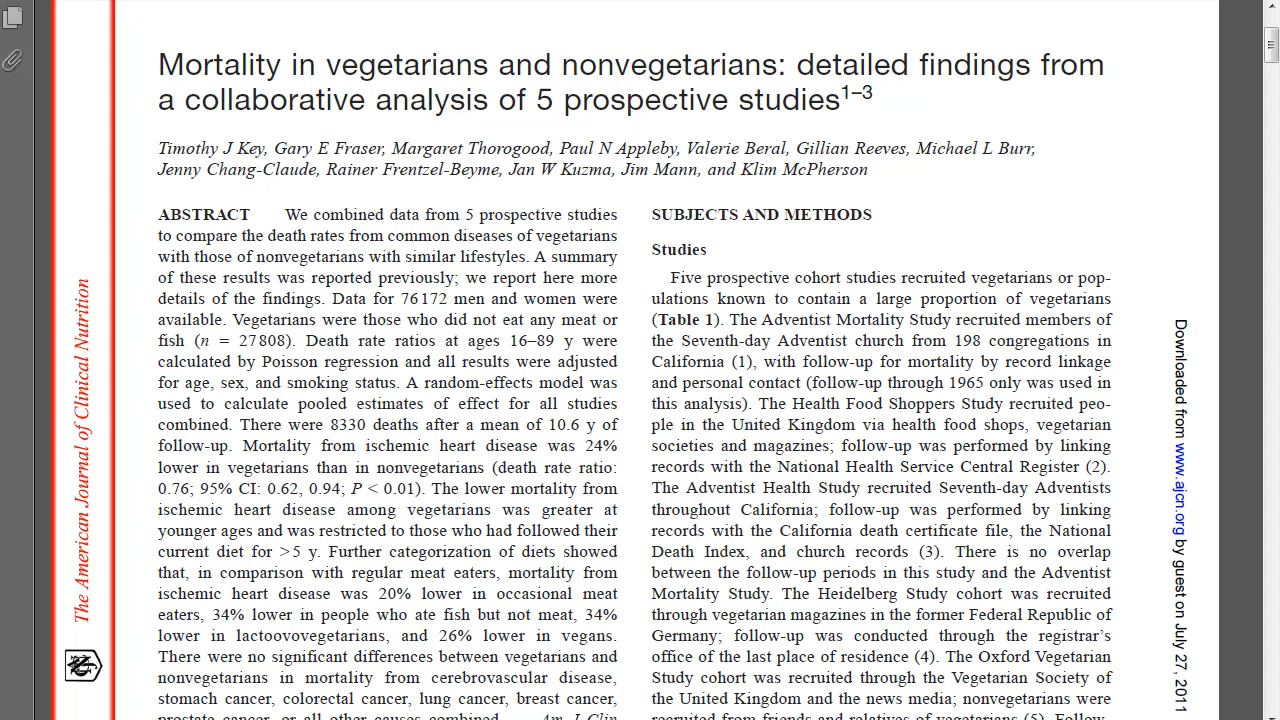 Mortality in vegetarians and nonvegetarians: detailed findings from
a collaborative analysis of 5 prospective studies1–3
Timothy J Key, Gary E Fraser, Margaret Thorogood, Paul N Appleby, Valerie Beral, Gillian Reeves, Michael L Burr,
Jenny Chang-Claude, Rainer Frentzel-Beyme, Jan W Kuzma, Jim Mann, and Klim McPherson
ABSTRACT We combined data from 5 prospective studies
to compare the death rates from common diseases of vegetarians
with those of nonvegetarians with similar lifestyles. A summary
of these results was reported previously; we report here more
details of the findings. Data for 76172 men and women were
available. Vegetarians were those who did not eat any meat or
fish (n = 27808). Death rate ratios at ages 16–89 y were
calculated by Poisson regression and all results were adjusted
for age, sex, and smoking status. A random-effects model was
used to calculate pooled estimates of effect for all studies
combined. There were 8330 deaths after a mean of 10.6 y of
follow-up. Mortality from ischemic heart disease was 24%
lower in vegetarians than in nonvegetarians (death rate ratio:
0.76; 95% CI: 0.62, 0.94; P < 0.01). The lower mortality from
ischemic heart disease among vegetarians was greater at
younger ages and was restricted to those who had followed their
current diet for >5 y. Further categorization of diets showed
that, in comparison with regular meat eaters, mortality from
ischemic heart disease was 20% lower in occasional meat
eaters, 34% lower in people who ate fish but not meat, 34%
lower in lactoovovegetarians, and 26% lower in vegans.
There were no significant differences between vegetarians and
nonvegetarians in mortality from cerebrovascular disease,
stomach cancer, colorectal cancer, lung cancer, breast cancer,
prostate cancer, or all other causes combined. Am J Clin
SUBJECTS AND METHODS
Studies
Five prospective cohort studies recruited vegetarians or pop-
ulations known to contain a large proportion of vegetarians
(Table 1). The Adventist Mortality Study recruited members of
the Seventh-day Adventist church from 198 congregations in
California (1), with follow-up for mortality by record linkage
and personal contact (follow-up through 1965 only was used in
this analysis). The Health Food Shoppers Study recruited peo-
ple in the United Kingdom via health food shops, vegetarian
societies and magazines; follow-up was performed by linking
records with the National Health Service Central Register (2).
The Adventist Health Study recruited Seventh-day Adventists
throughout California; follow-up was performed by linking
records with the California death certificate file, the National
Death Index, and church records (3). There is no overlap
between the follow-up periods in this study and the Adventist
Mortality Study. The Heidelberg Study cohort was recruited
through vegetarian magazines in the former Federal Republic of
Germany; follow-up was conducted through the registrar's
office of the last place of residence (4). The Oxford Vegetarian
Study cohort was recruited through the Vegetarian Society of
the United Kingdom and the news media; nonvegetarians were
recruited from friends and relatives of vegetarians (5). Follow-
The American Journal of Clinical Nutrition
Downloaded from www.ajcn.org by guest on July 27, 2011